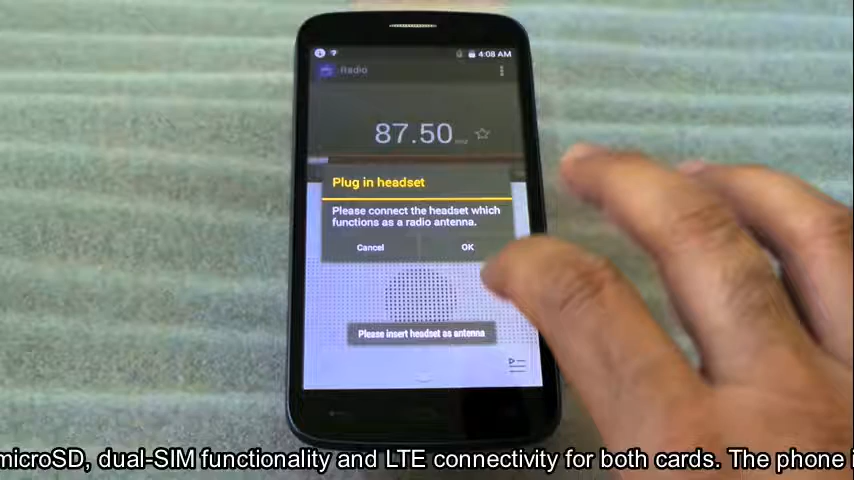 4:08 AM
Radio
87.50
Plug in headset
Please connect the headset which
functions as a radio antenna.
Cancel
OK
Please insert headset as antenna
microSD, dual-SIM functionality and LTE connectivity for both cards. The phone i